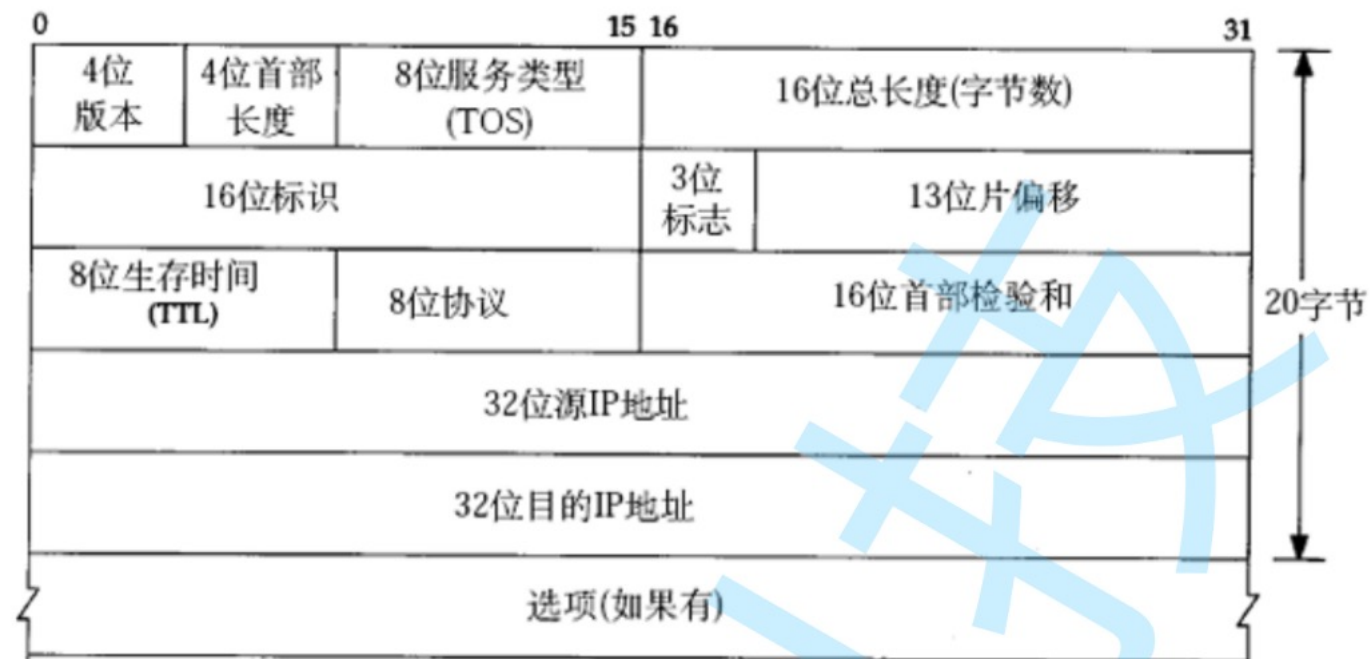 0 15 16 31
4位
版本
4位首部
长度
8位服务类型
(TOS)
16位总长度(字节数)
16位标识
3位
标志
13位片偏移
8位生存时间
(TTL)
8位协议
16位首部检验和
20字节
32位源IP地址
32位目的IP地址
选项(如果有)